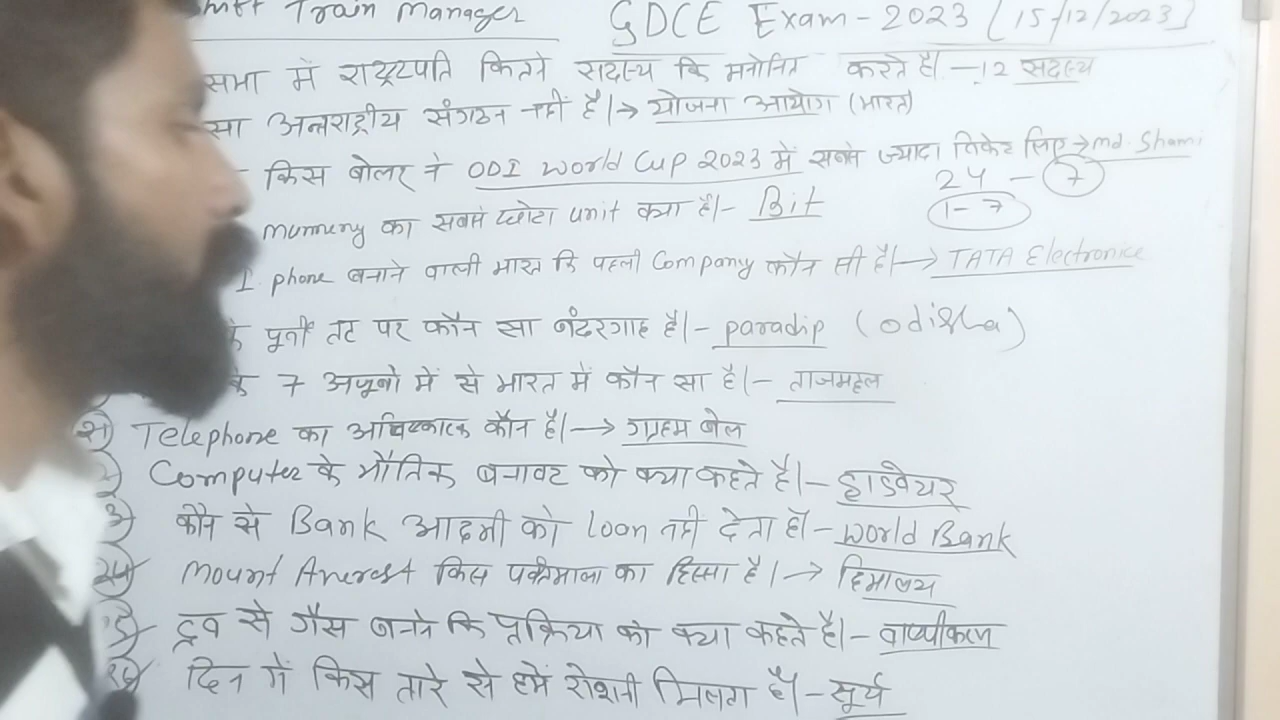 Train Manager GDCE Exam - 2023 (15/12/2023)
सभा में राष्ट्रपति कितने सदस्य कि मनोनित करते है। - 12 सदस्य
सा अन्तराष्ट्रीय संगठन नहीं है। → योजना आयोग (भारत)
किस बोलर ने ODI World Cup 2023 में सबसे ज्यादा विकेट लिए → Md. Shami
24 - 7
1 - 7
का सबसे छोटा unit क्या है। - Bit
I phone बनाने वाली भारत कि पहली Company कौन सी है। → TATA Electronics
के पूर्वी तट पर कौन सा बंदरगाह है। - paradip (odisha)
के 7 अजूबो में से भारत में कौन सा है। - ताजमहल
Telephone का अविष्कारक कौन है। → ग्राहम बेल
Computer के भौतिक बनावट को क्या कहते है। - हार्डवेयर
कौन से Bank आदमी को loan नही देता है - World Bank
Mount किस पर्वतमाला का हिस्सा है। → हिमालय
द्रव से गैस बनने कि प्रक्रिया को क्या कहते है। - वाष्पीकरण
दिन में किस तारे से हमें रोशनी मिलता है। - सूर्य